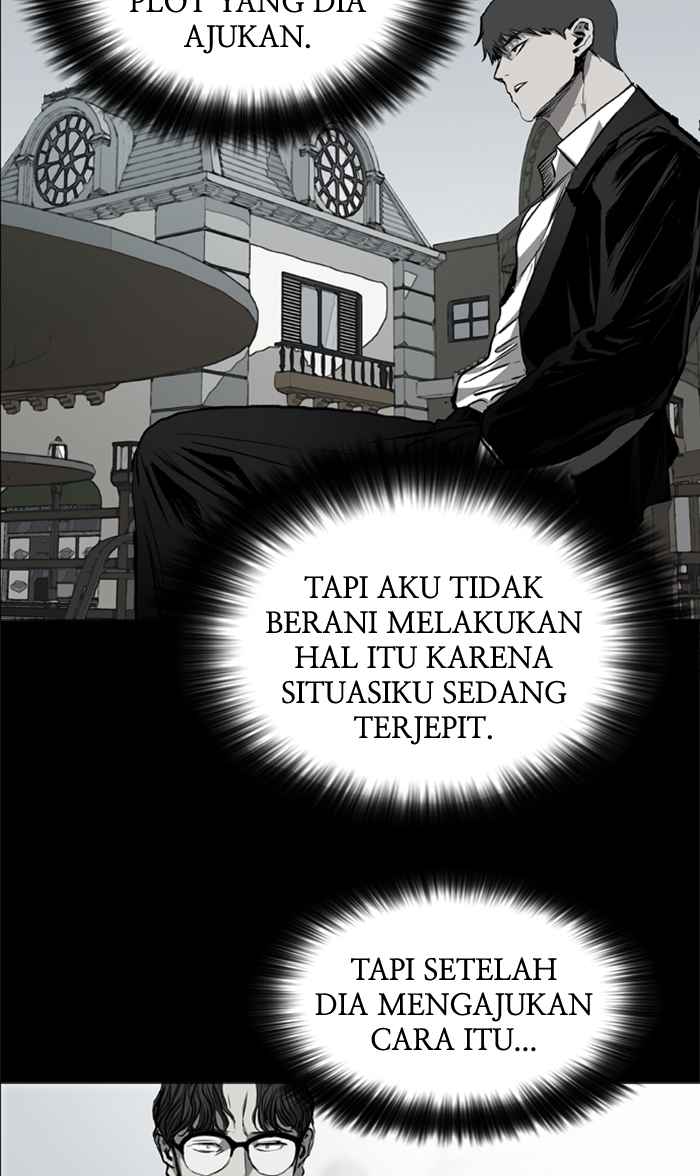 PLOT YANG DIA
AJUKAN.
TAPI AKU TIDAK
BERANI MELAKUKAN
HAL ITU KARENA
SITUASIKU SEDANG
TERJEPIT.
TAPI SETELAH
DIA MENGAJUKAN
CARA ITU...